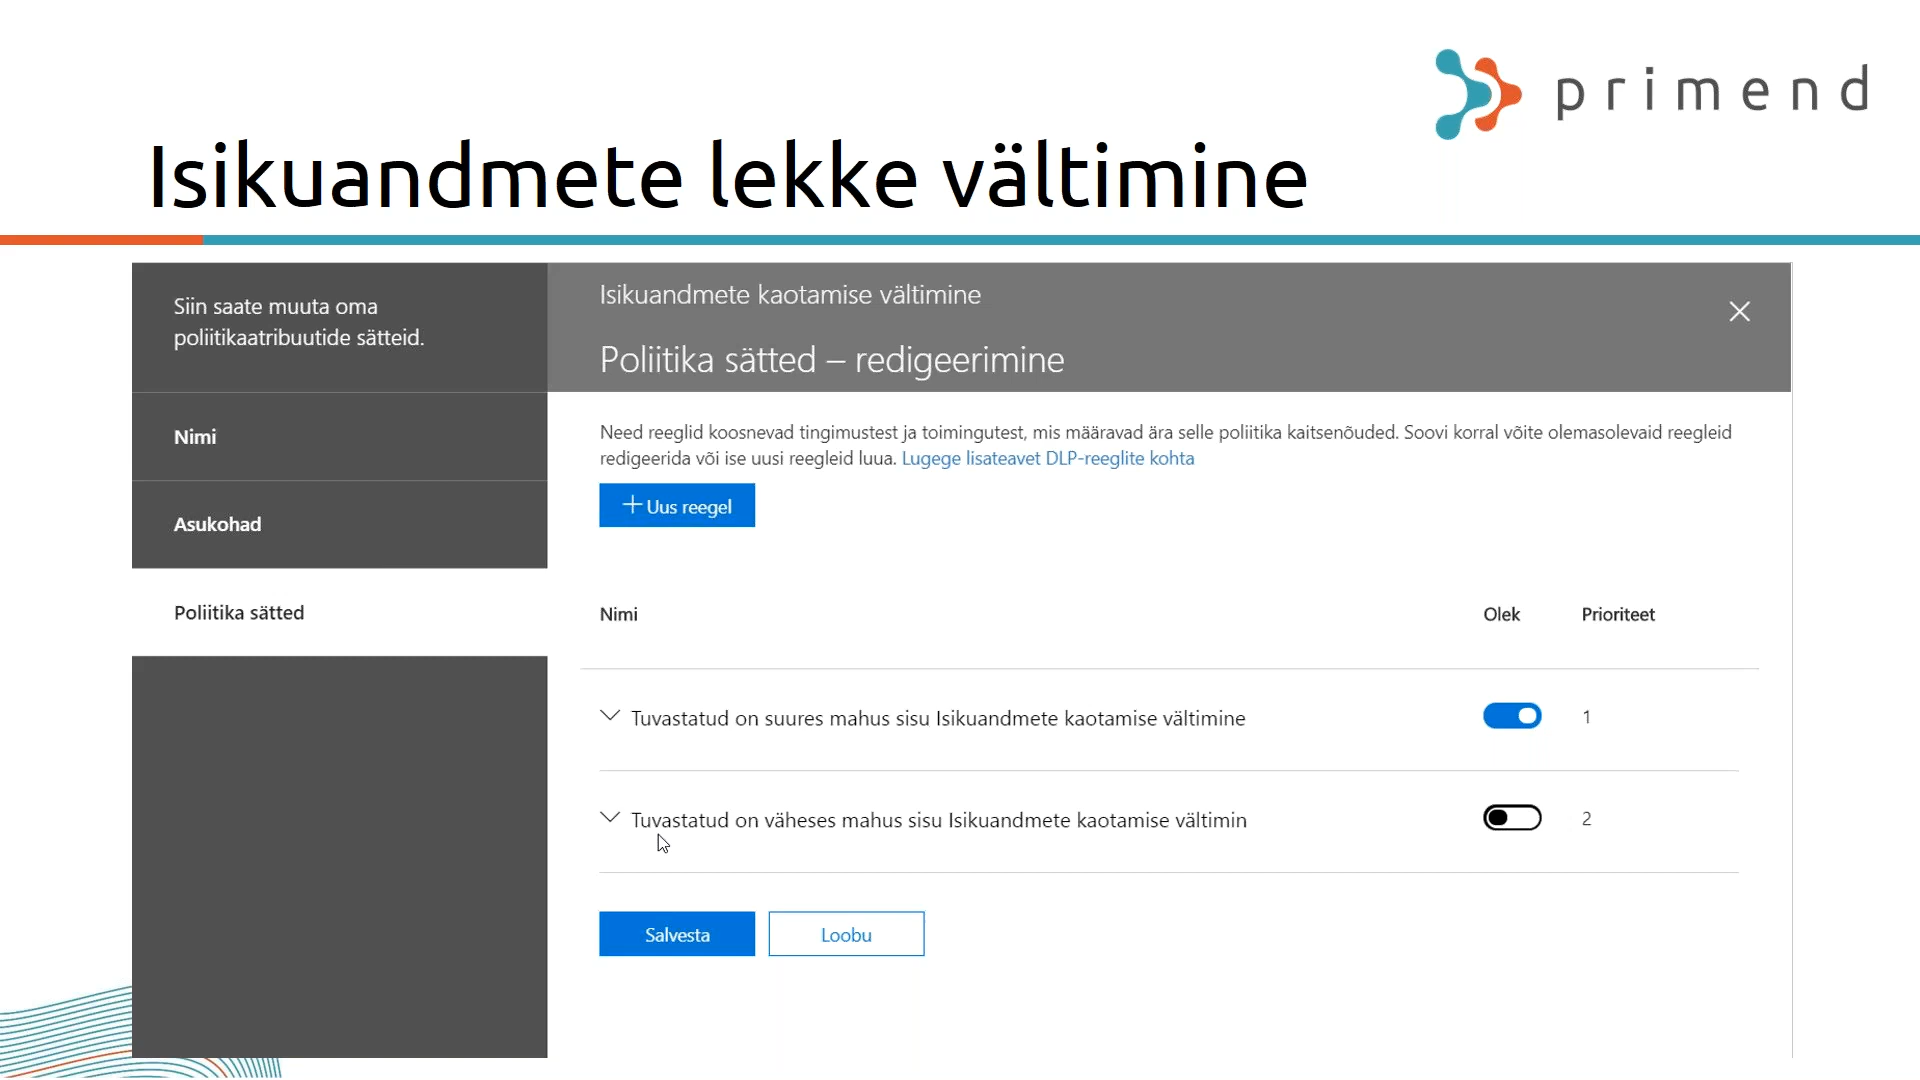 primend
Isikuandmete lekke vältimine
Siin saate muuta oma
poliitikaatribuutide sätteid.
Nimi
Asukohad
Poliitika sätted
Isikuandmete kaotamise vältimine
Poliitika sätted – redigeerimine
Need reeglid koosnevad tingimustest ja toimingutest, mis määravad ära selle poliitika kaitsenõuded. Soovi korral võite olemasolevaid reegleid
redigeerida või ise uusi reegleid luua. Lugege lisateavet DLP-reeglite kohta
Uus reegel
Nimi Olek Prioriteet
Tuvastatud on suures mahus sisu Isikuandmete kaotamise vältimine 1
Tuvastatud on väheses mahus sisu Isikuandmete kaotamise vältimin 2
Salvesta Loobu